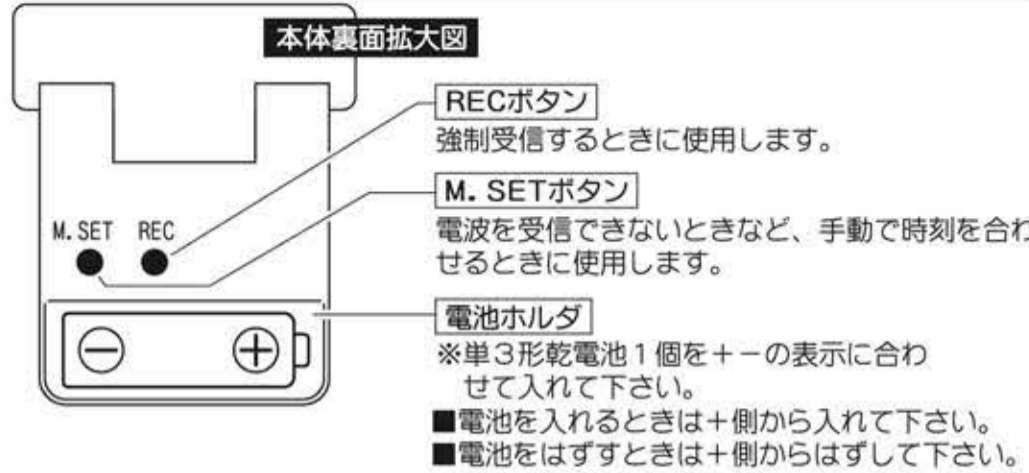 本体裏面拡大図
RECボタン
強制受信するときに使用します。
M. SETボタン
電波を受信できないときなど、手動で時刻を合わ
せるときに使用します。
M. SET REC
電池ホルダ
※単3形乾電池1個を+-の表示に合わ
せて入れて下さい。
■電池を入れるときは+側から入れて下さい。
■電池をはずすときは+側からはずして下さい。
- +